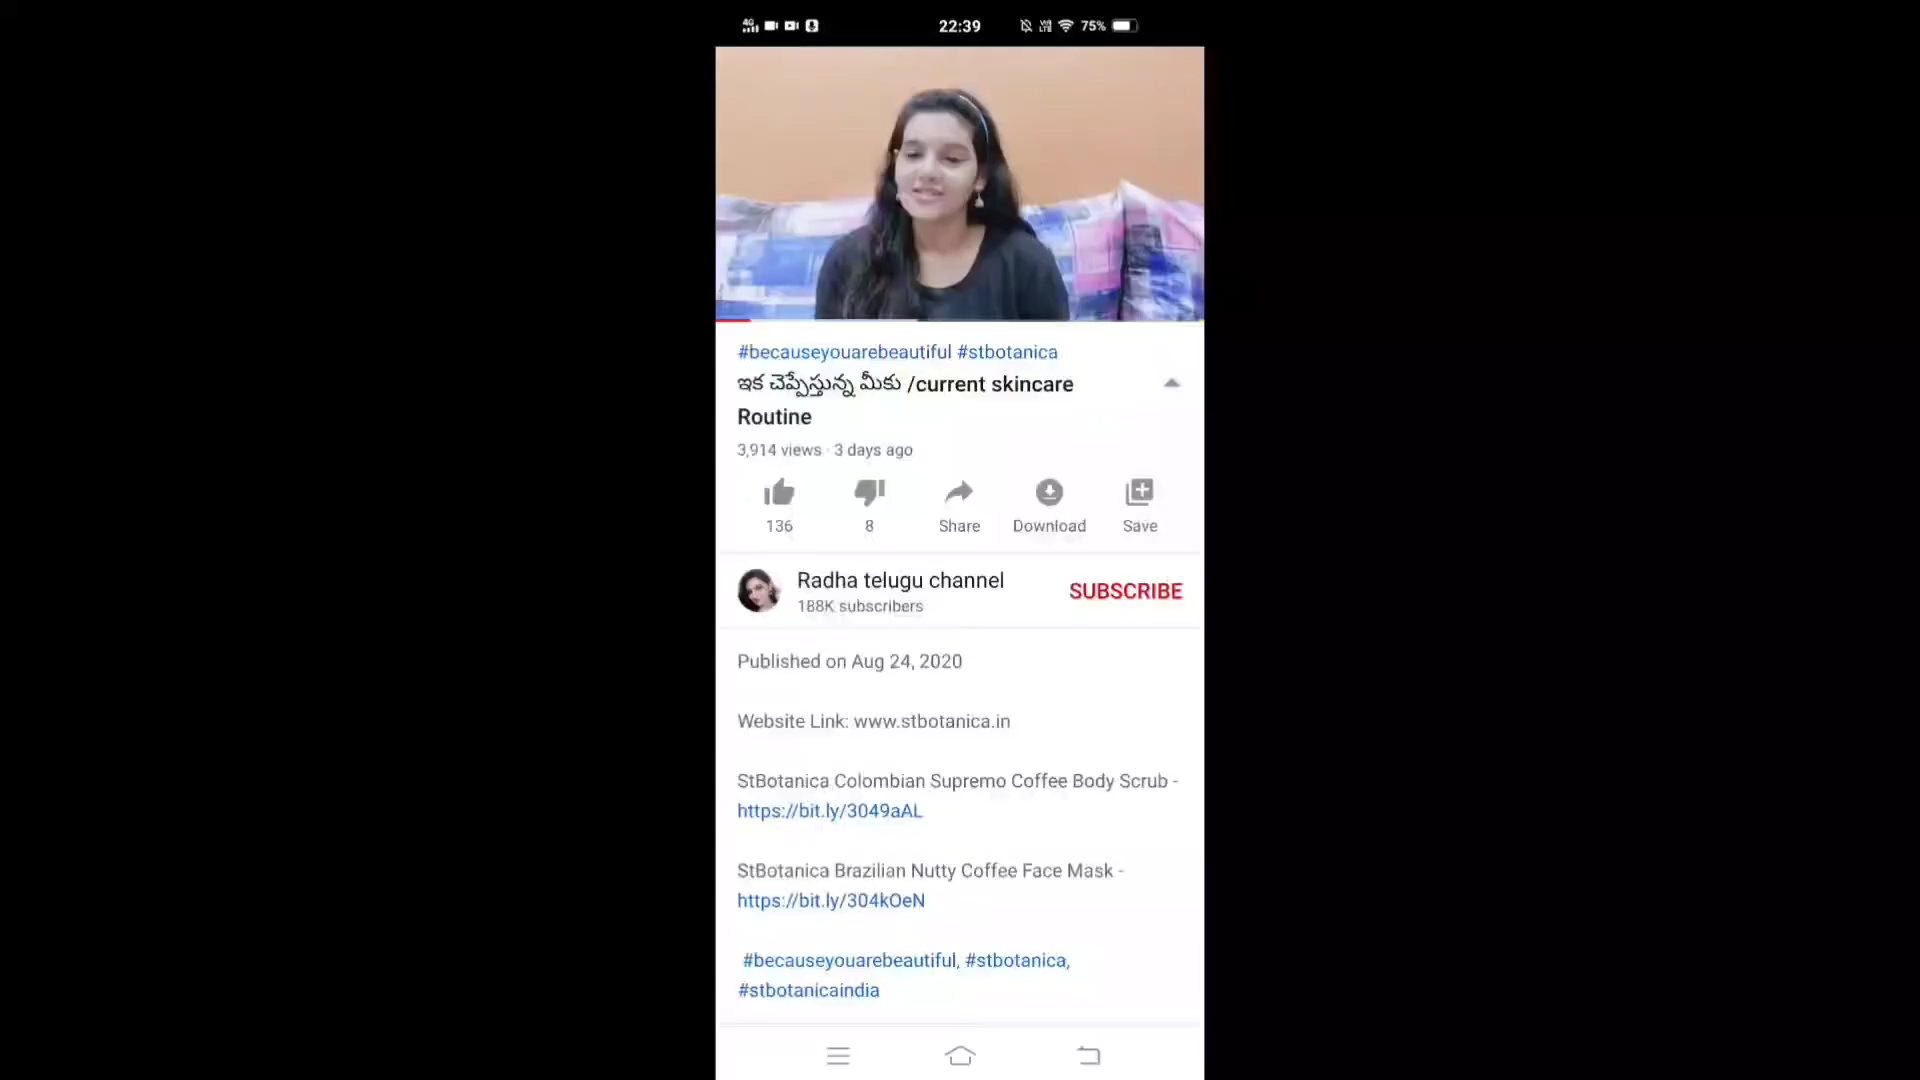 4G 22:39 VoLTE 75%
#becauseyouarebeautiful #stbotanica
ఇక చెప్పేస్తున్న మీకు /current skincare
Routine
3,914 views · 3 days ago
136 8 Share Download Save
Radha telugu channel
188K subscribers
SUBSCRIBE
Published on Aug 24, 2020
Website Link: www.stbotanica.in
StBotanica Colombian Supremo Coffee Body Scrub -
https://bit.ly/3049aAL
StBotanica Brazilian Nutty Coffee Face Mask -
https://bit.ly/304kOeN
#becauseyouarebeautiful, #stbotanica,
#stbotanicaindia